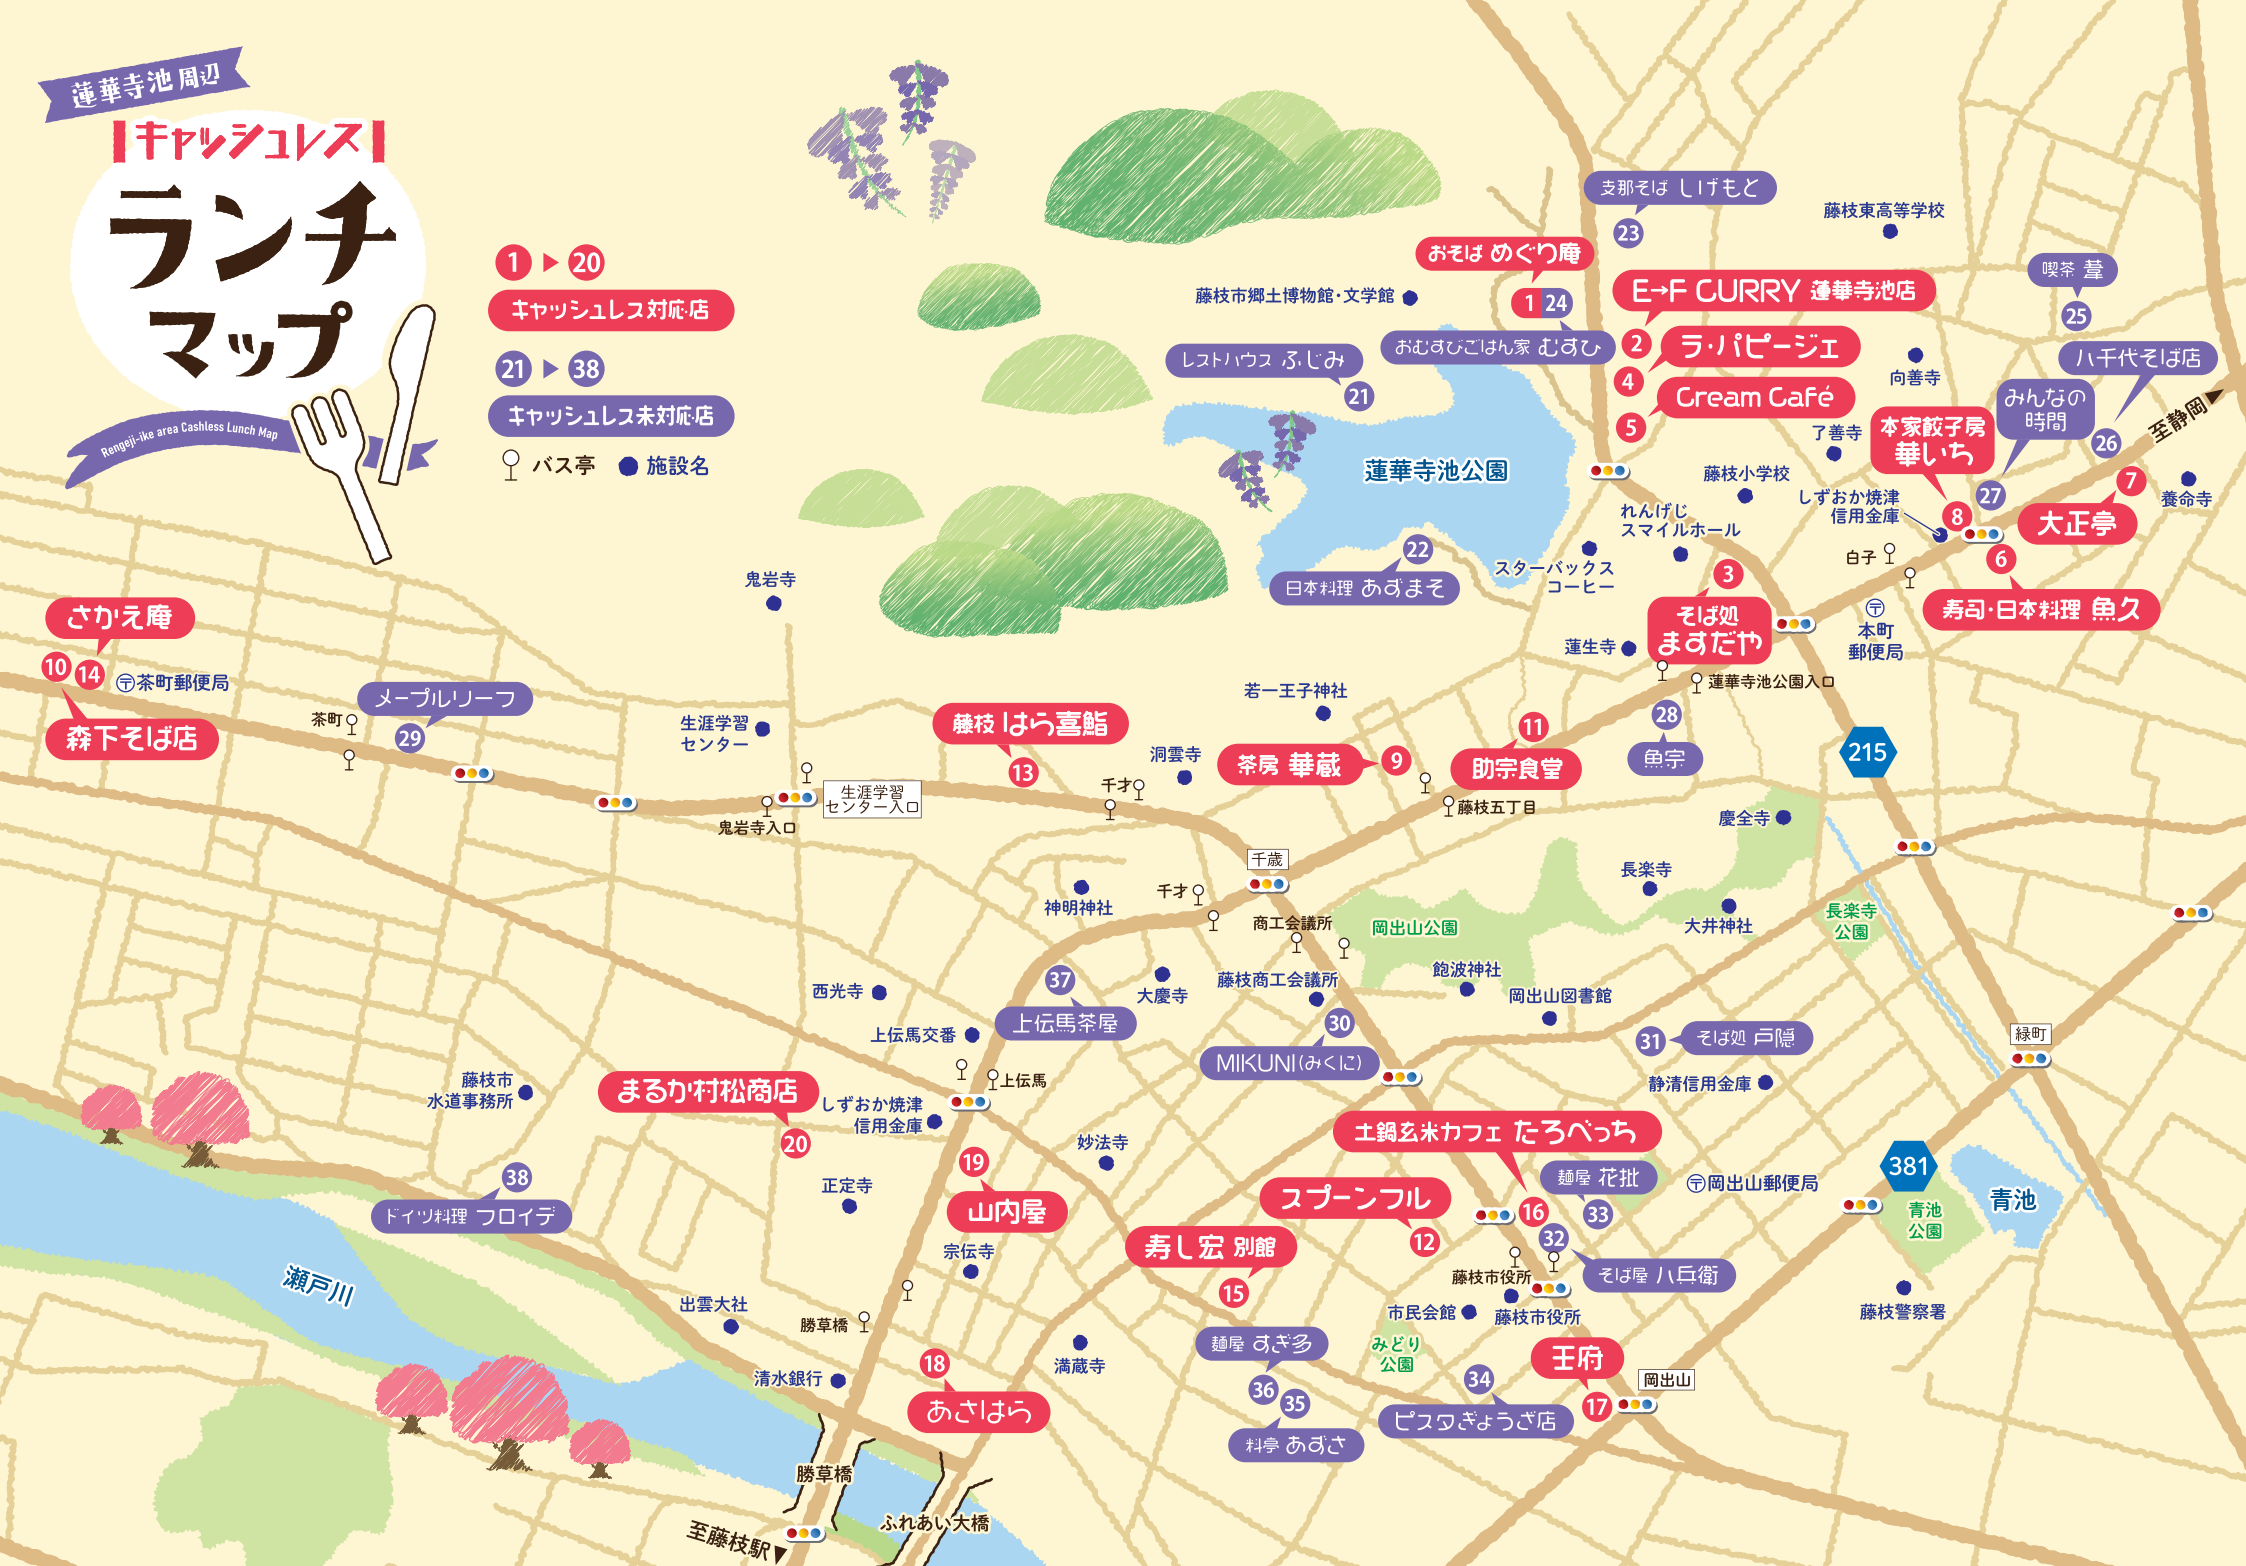 蓮華寺池 周辺
キャッシュレス
ランチ
マップ
Rengeji-ike area Cashless Lunch Map
1 ▶ 20
キャッシュレス対応店
21 ▶ 38
キャッシュレス未対応店
バス亭 施設名
支那そば しげもと
23
藤枝東高等学校
おそば めぐり庵
1 24
おむすびごはん家 むすひ
藤枝市郷土博物館・文学館
E→F CURRY 蓮華寺池店
2
ラ・パピージェ
4
Cream Café
5
喫茶 葦
25
八千代そば店
26
向善寺
みんなの
時間
27
至静岡
了善寺
本家餃子房
華いち
8
レストハウス ふじみ
21
蓮華寺池公園
藤枝小学校
しずおか焼津
信用金庫
7
大正亭
養命寺
れんげじ
スマイルホール
スターバックス
コーヒー
22
日本料理 あずまそ
白子
6
寿司・日本料理 魚久
3
そば処
ますだや
〒
本町
郵便局
蓮生寺
蓮華寺池公園入口
鬼岩寺
さかえ庵
10
14
〒茶町郵便局
森下そば店
茶町
メープルリーフ
29
生涯学習
センター
鬼岩寺入口
生涯学習
センター入口
藤枝 はら喜鮨
13
千才
洞雲寺
若一王子神社
茶房 華蔵
9
11
助宗食堂
藤枝五丁目
28
魚宗
215
慶全寺
千歳
千才
神明神社
商工会議所
岡出山公園
長楽寺
大井神社
長楽寺
公園
飽波神社
岡出山図書館
藤枝商工会議所
大慶寺
37
上伝馬茶屋
西光寺
上伝馬交番
上伝馬
30
MIKUNI(みくに)
31
そば処 戸隠
静清信用金庫
緑町
藤枝市
水道事務所
まるか村松商店
20
しずおか焼津
信用金庫
19
山内屋
妙法寺
土鍋玄米カフェ たろべっち
16
麺屋 花批
33
〒岡出山郵便局
381
青池
公園
青池
38
ドイツ料理 フロイデ
正定寺
スプーンフル
12
32
そば屋 八兵衛
藤枝市役所
藤枝市役所
市民会館
宗伝寺
寿し宏 別館
15
藤枝警察署
瀬戸川
出雲大社
勝草橋
清水銀行
満蔵寺
麺屋 すぎ多
36
35
料亭 あずさ
みどり
公園
王府
17
岡出山
34
ピスタぎょうざ店
18
あさはら
勝草橋
ふれあい大橋
至藤枝駅